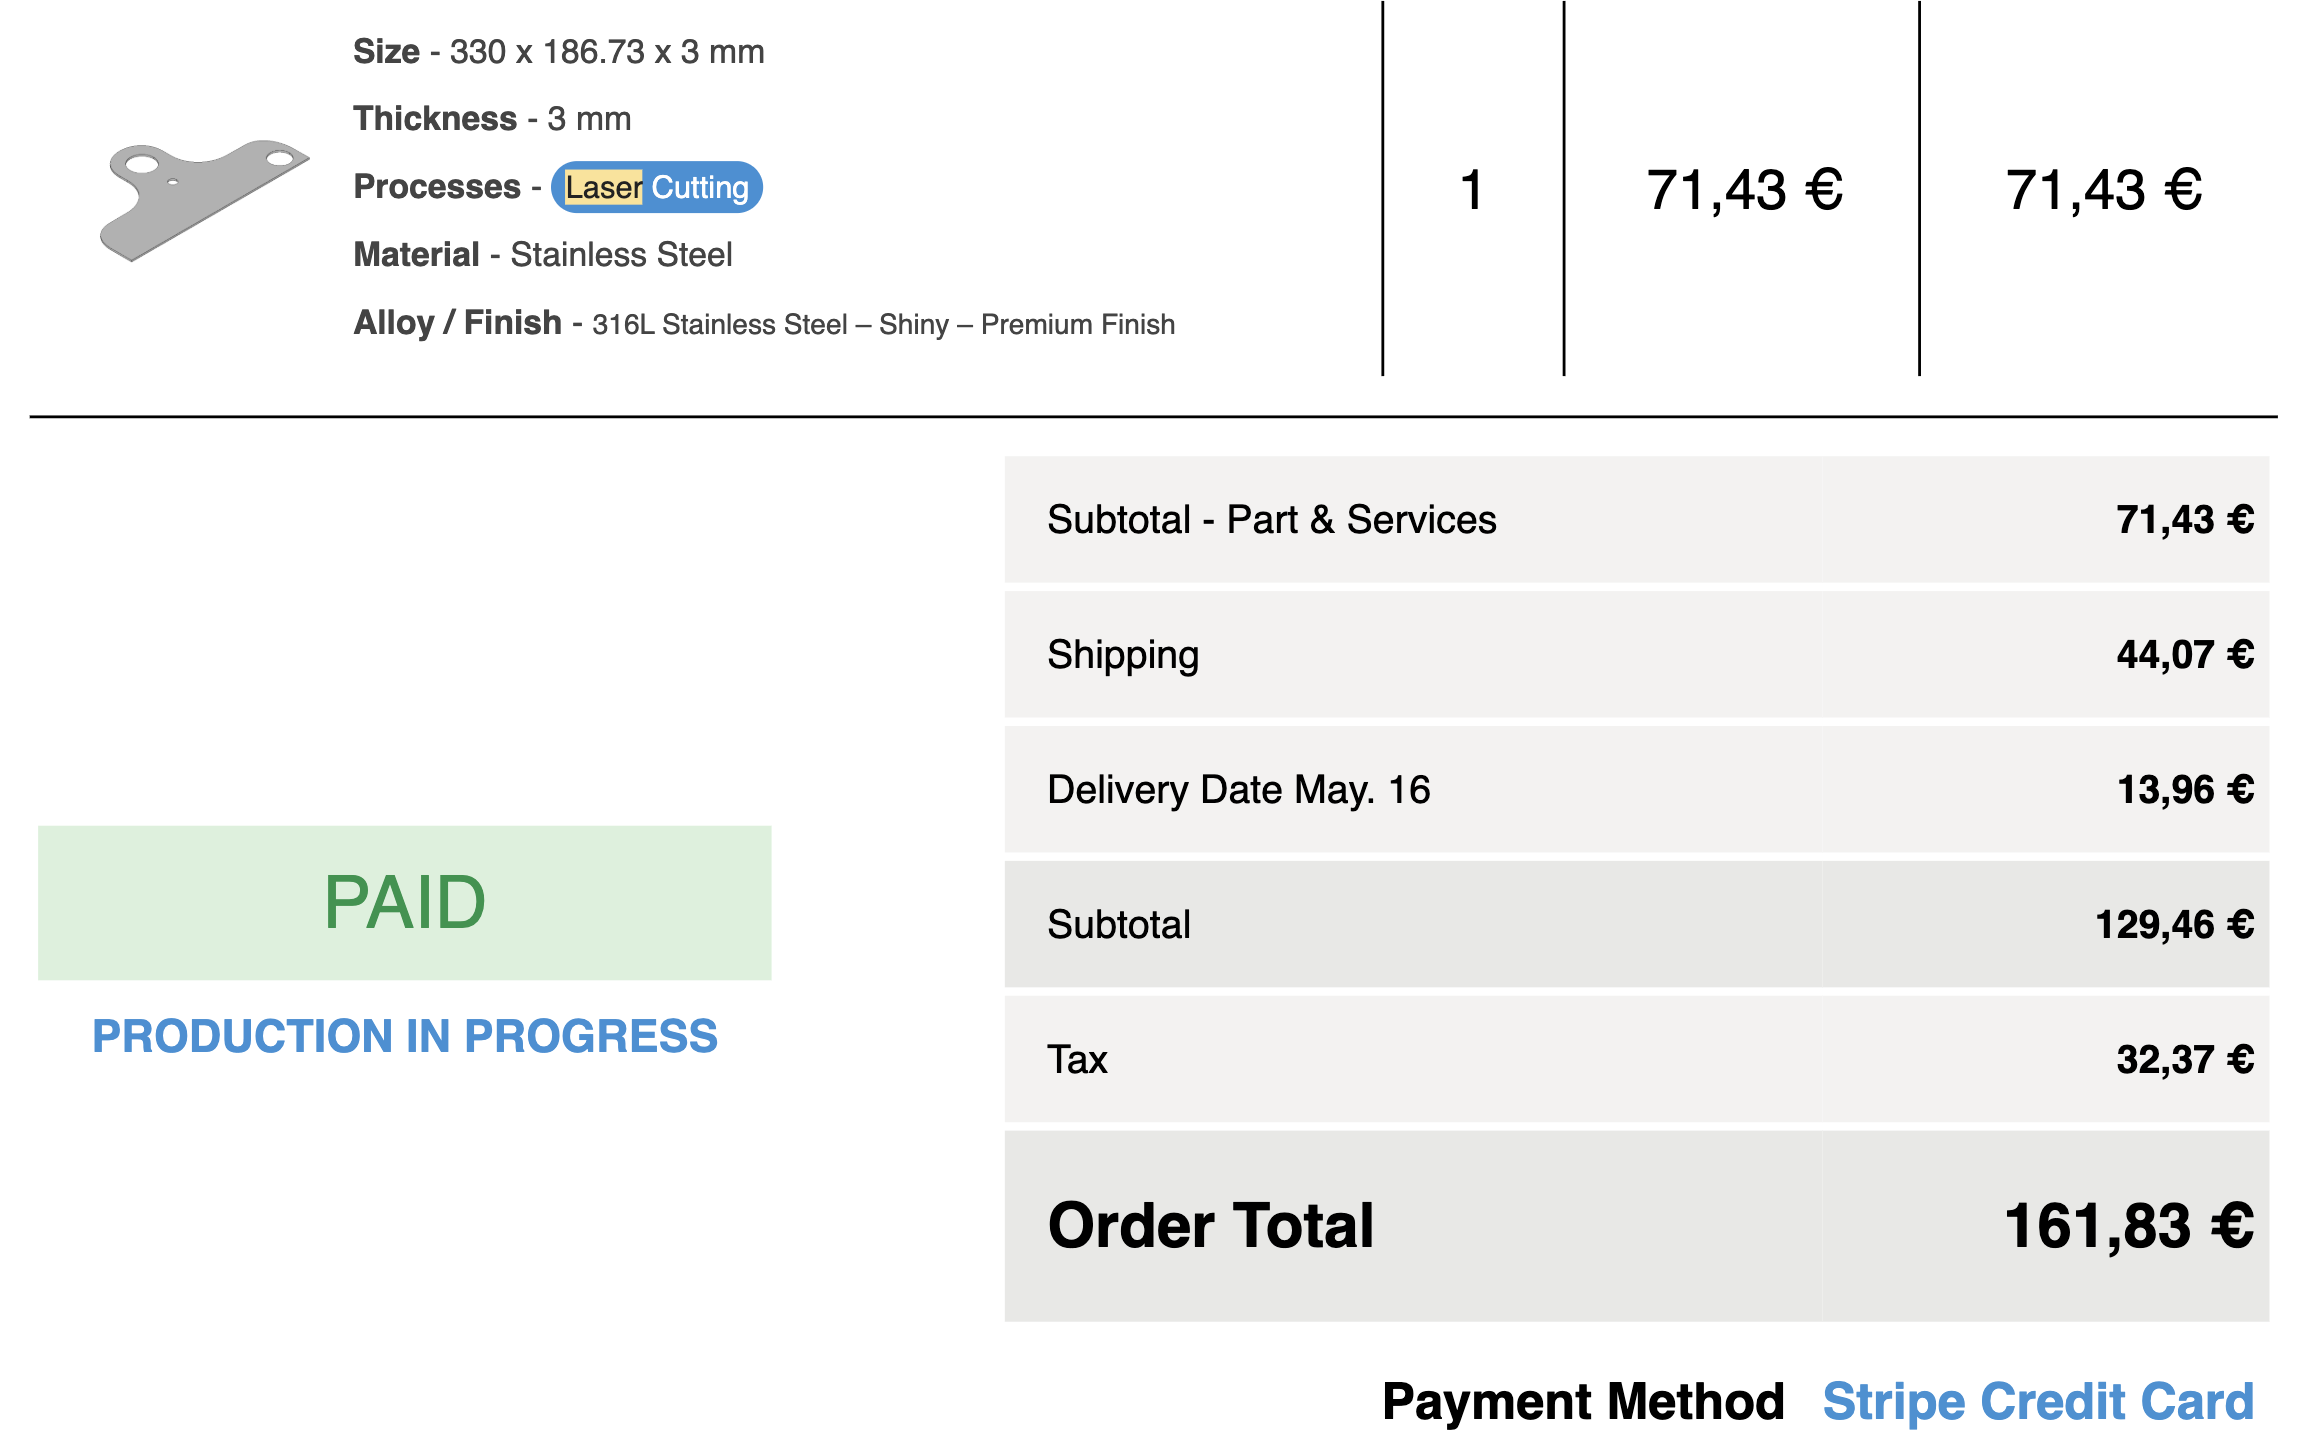 Size - 330 x 186.73 x 3 mm
Thickness - 3 mm
Processes - Laser Cutting
Material - Stainless Steel
Alloy / Finish - 316L Stainless Steel – Shiny – Premium Finish
1
71,43 €
71,43 €
Subtotal - Part & Services 71,43 €
Shipping 44,07 €
Delivery Date May. 16 13,96 €
Subtotal 129,46 €
Tax 32,37 €
Order Total 161,83 €
PAID
PRODUCTION IN PROGRESS
Payment Method Stripe Credit Card